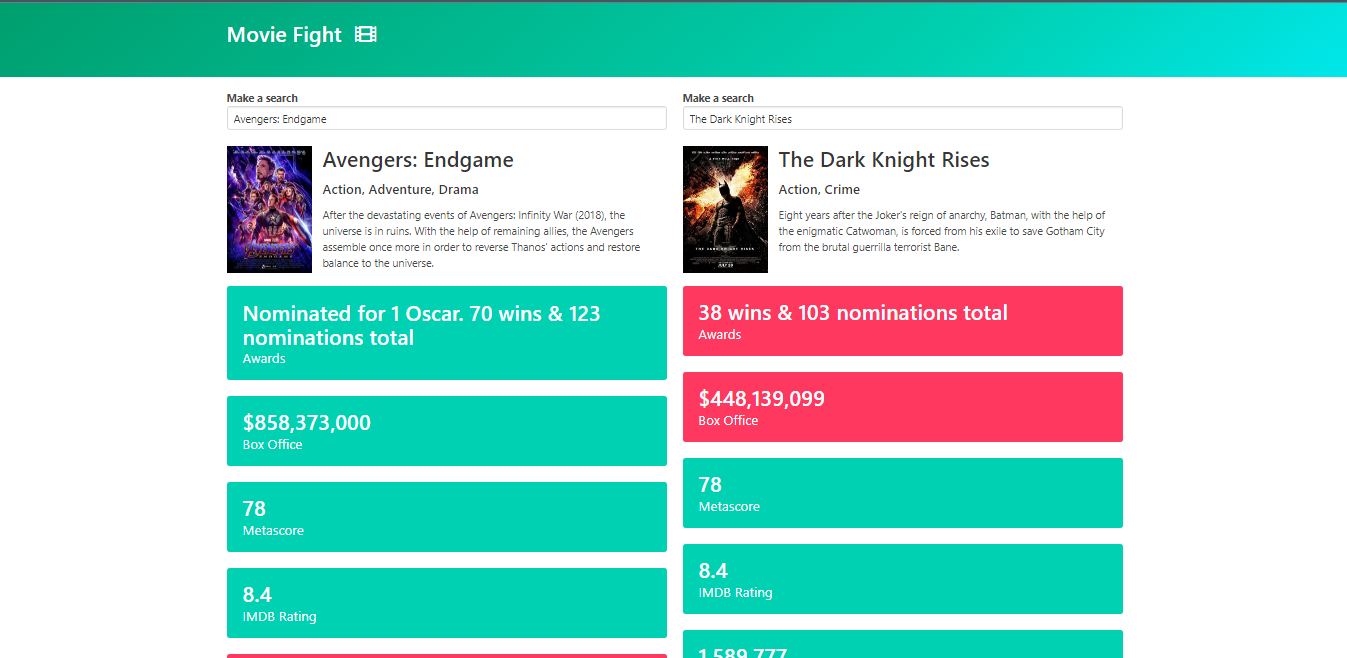 Movie Fight
Make a search
Avengers: Endgame
Avengers: Endgame
Action, Adventure, Drama
After the devastating events of Avengers: Infinity War (2018), the
universe is in ruins. With the help of remaining allies, the Avengers
assemble once more in order to reverse Thanos' actions and restore
balance to the universe.
Nominated for 1 Oscar. 70 wins & 123
nominations total
Awards
$858,373,000
Box Office
78
Metascore
8.4
IMDB Rating
Make a search
The Dark Knight Rises
THE DARK KNIGHT RISES
The Dark Knight Rises
Action, Crime
Eight years after the Joker's reign of anarchy, Batman, with the help of
the enigmatic Catwoman, is forced from his exile to save Gotham City
from the brutal guerrilla terrorist Bane.
38 wins & 103 nominations total
Awards
$448,139,099
Box Office
78
Metascore
8.4
IMDB Rating
1,589,777